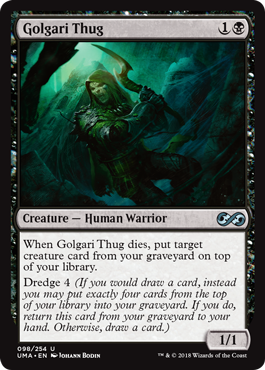 Golgari Thug 1
Creature — Human Warrior
When Golgari Thug dies, put target
creature card from your graveyard on top
of your library.
Dredge 4 (If you would draw a card, instead
you may put exactly four cards from the top
of your library into your graveyard. If you do,
return this card from your graveyard to your
hand. Otherwise, draw a card.)
1/1
098/254 U
UMA • EN Johann Bodin
™ & © 2018 Wizards of the Coast